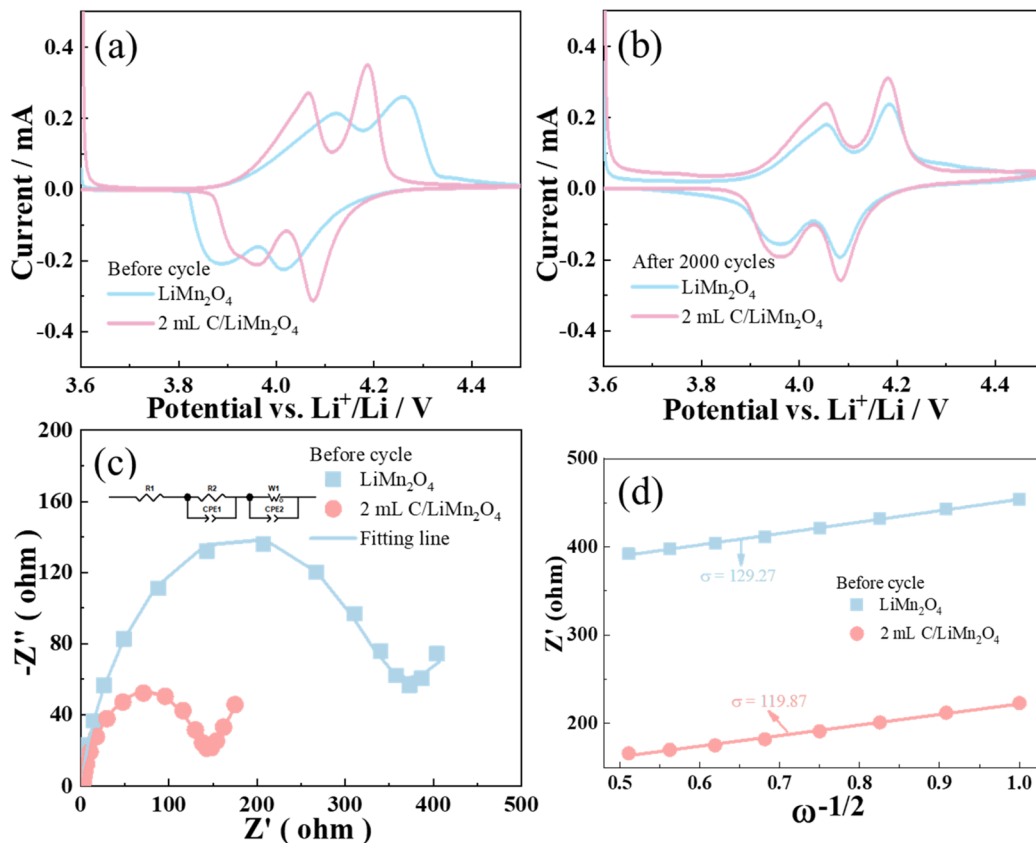 (a)
0.4
0.2
0.0
-0.2
-0.4
Current / mA
Before cycle
LiMn₂O₄
2 mL C/LiMn₂O₄
3.6 3.8 4.0 4.2 4.4
Potential vs. Li⁺/Li / V
(b)
0.4
0.2
0.0
-0.2
-0.4
Current / mA
After 2000 cycles
LiMn₂O₄
2 mL C/LiMn₂O₄
3.6 3.8 4.0 4.2 4.4
Potential vs. Li⁺/Li / V
(c)
200
160
120
80
40
0
-Z'' ( ohm )
Before cycle
LiMn₂O₄
2 mL C/LiMn₂O₄
Fitting line
R1 R2 W1
CPE1 CPE2
0 100 200 300 400 500
Z' ( ohm )
(d)
500
400
300
200
Z' (ohm)
σ = 129.27
Before cycle
LiMn₂O₄
2 mL C/LiMn₂O₄
σ = 119.87
0.5 0.6 0.7 0.8 0.9 1.0
ω-1/2